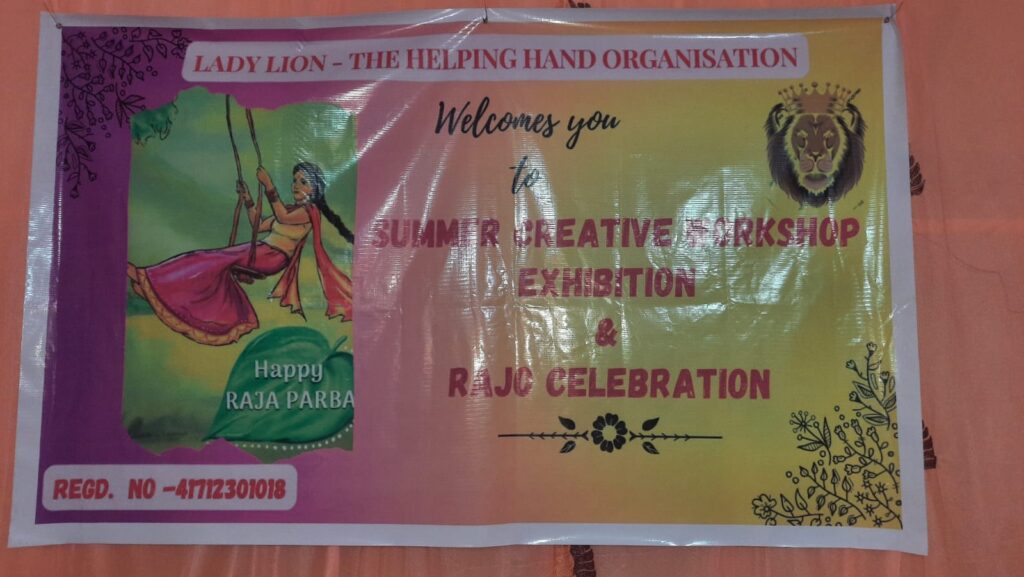 LADY LION - THE HELPING HAND ORGANISATION
Welcomes you
to
SUMMER CREATIVE WORKSHOP
EXHIBITION
&
RAJO CELEBRATION
Happy
RAJA PARBA
REGD. NO -41712301018